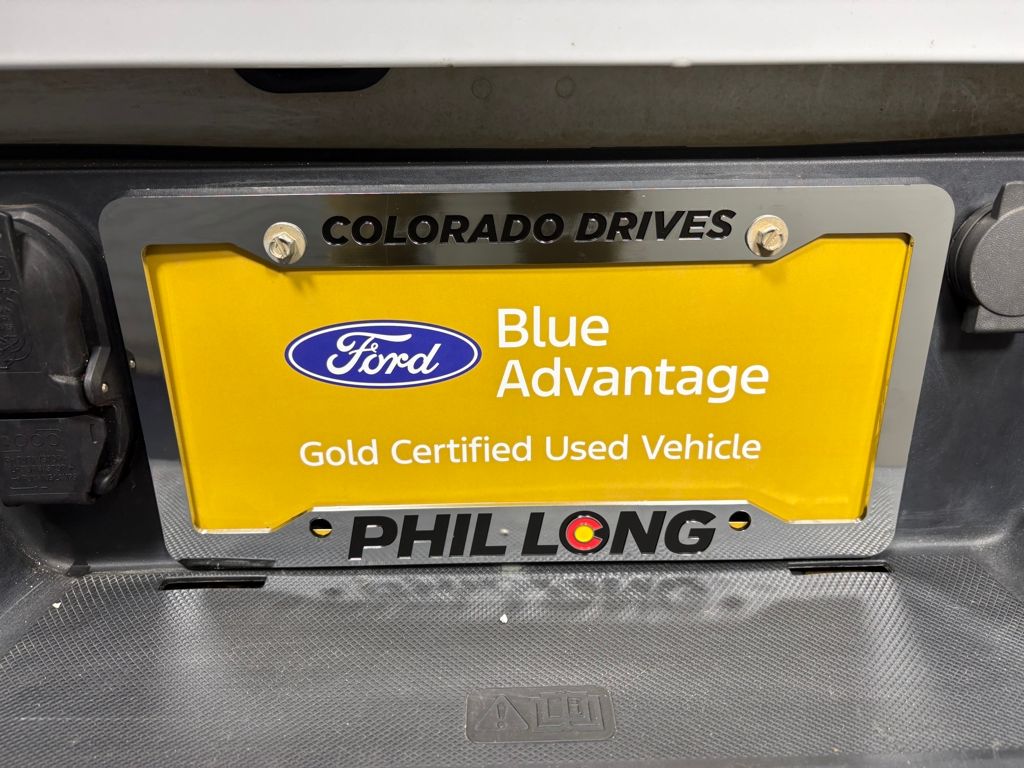 COLORADO DRIVES
Ford
Blue
Advantage
Gold Certified Used Vehicle
PHIL LONG